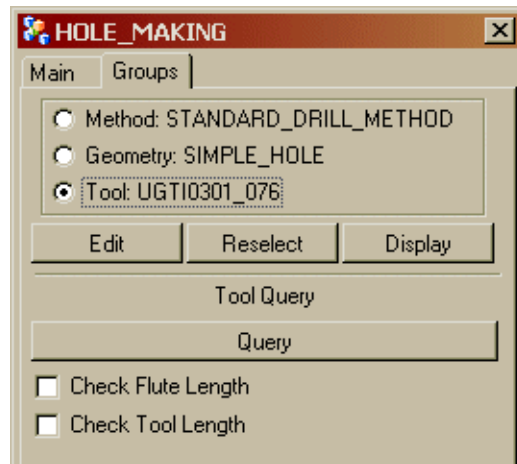 HOLE_MAKING
Main Groups
Method: STANDARD_DRILL_METHOD
Geometry: SIMPLE_HOLE
Tool: UGTI0301_076
Edit Reselect Display
Tool Query
Query
Check Flute Length
Check Tool Length